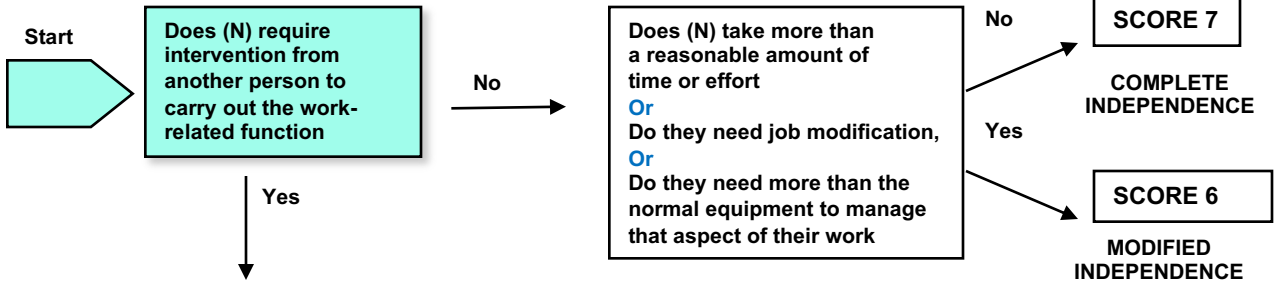 Start
Does (N) require
intervention from
another person to
carry out the work-
related function
No
Yes
Does (N) take more than
a reasonable amount of
time or effort
Or
Do they need job modification,
Or
Do they need more than the
normal equipment to manage
that aspect of their work
No
SCORE 7
COMPLETE
INDEPENDENCE
Yes
SCORE 6
MODIFIED
INDEPENDENCE